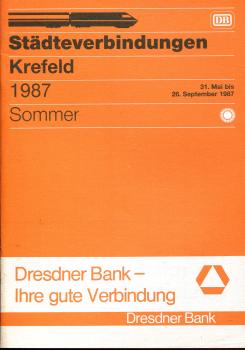 DB
Städteverbindungen
Krefeld
1987
31. Mai bis
26. September 1987
Sommer
Dresdner Bank –
Ihre gute Verbindung
Dresdner Bank